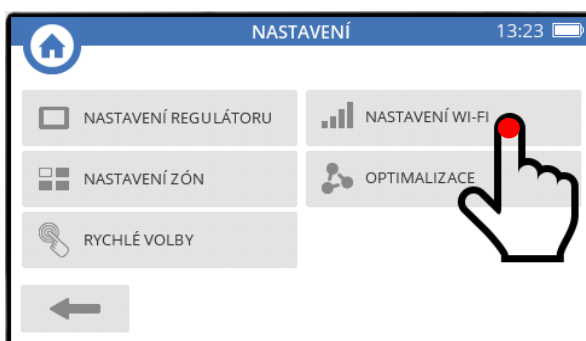 NASTAVENÍ 13:23
NASTAVENÍ REGULÁTORU
NASTAVENÍ WI-FI
NASTAVENÍ ZÓN
OPTIMALIZACE
RYCHLÉ VOLBY